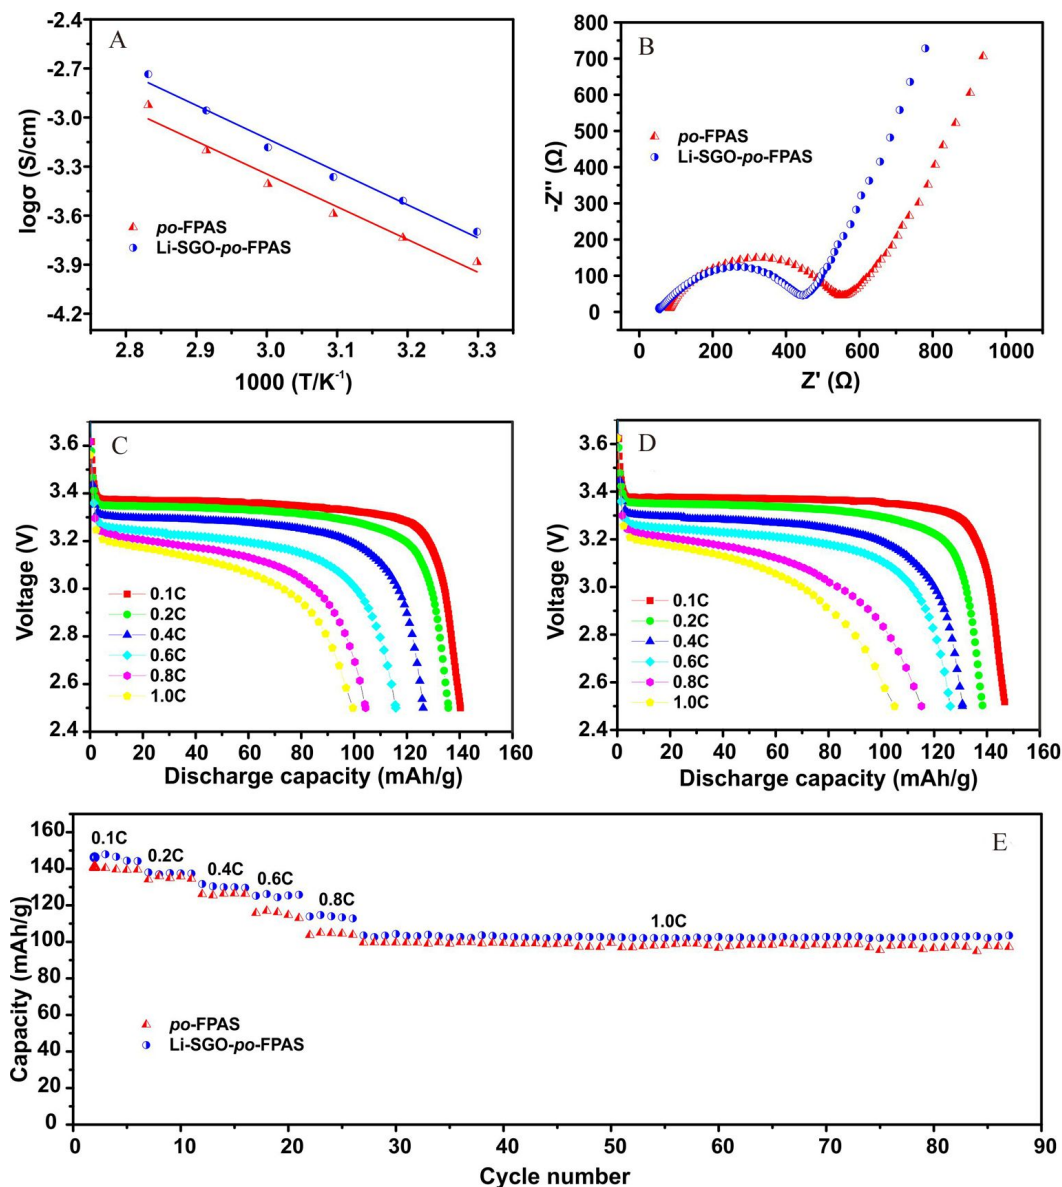 A
-2.4
-2.7
-3.0
-3.3
-3.6
-3.9
-4.2
logσ (S/cm)
po-FPAS
Li-SGO-po-FPAS
2.8 2.9 3.0 3.1 3.2 3.3
1000 (T/K-1)
B
800
700
600
500
400
300
200
100
0
-Z'' (Ω)
po-FPAS
Li-SGO-po-FPAS
0 200 400 600 800 1000
Z' (Ω)
C
3.6
3.4
3.2
3.0
2.8
2.6
2.4
Voltage (V)
0.1C
0.2C
0.4C
0.6C
0.8C
1.0C
0 20 40 60 80 100 120 140 160
Discharge capacity (mAh/g)
D
3.6
3.4
3.2
3.0
2.8
2.6
2.4
Voltage (V)
0.1C
0.2C
0.4C
0.6C
0.8C
1.0C
0 20 40 60 80 100 120 140 160
Discharge capacity (mAh/g)
E
160
140
120
100
80
60
40
20
0
Capacity (mAh/g)
0.1C
0.2C
0.4C
0.6C
0.8C
1.0C
po-FPAS
Li-SGO-po-FPAS
0 10 20 30 40 50 60 70 80 90
Cycle number